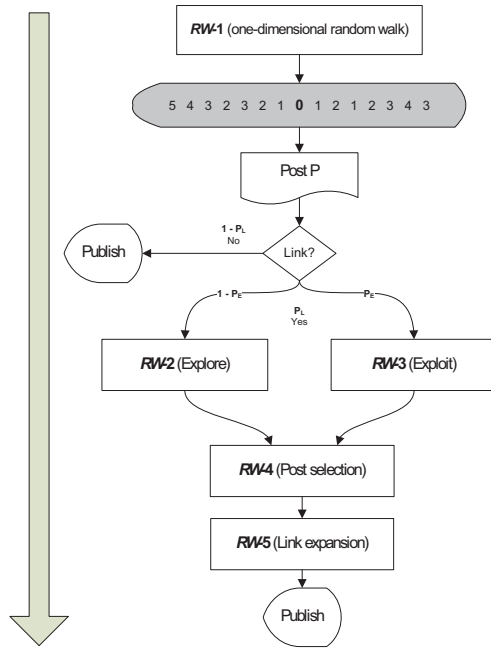 RW-1 (one-dimensional random walk)
5 4 3 2 3 2 1 0 1 2 1 2 3 4 3
Post P
1 - PL
No
Publish
Link?
1 - PE
PL
Yes
PE
RW-2 (Explore)
RW-3 (Exploit)
RW-4 (Post selection)
RW-5 (Link expansion)
Publish